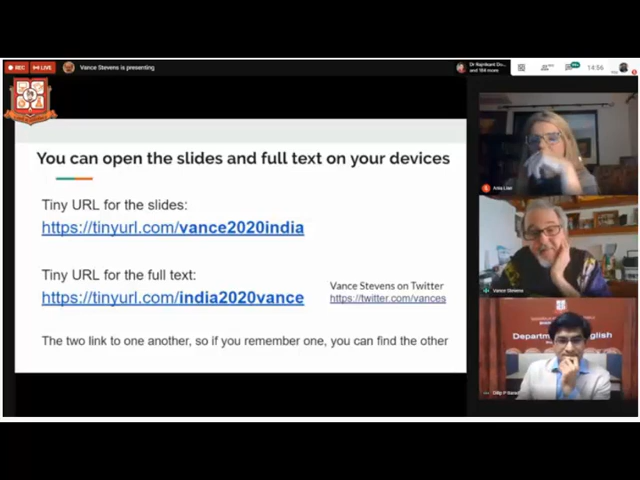 REC
LIVE
Vance Stevens is presenting
and 184 more
14:56
You can open the slides and full text on your devices
Tiny URL for the slides:
https://tinyurl.com/vance2020india
Tiny URL for the full text:
https://tinyurl.com/india2020vance
Vance Stevens on Twitter
https://twitter.com/vances
The two link to one another, so if you remember one, you can find the other
Vance Stevens